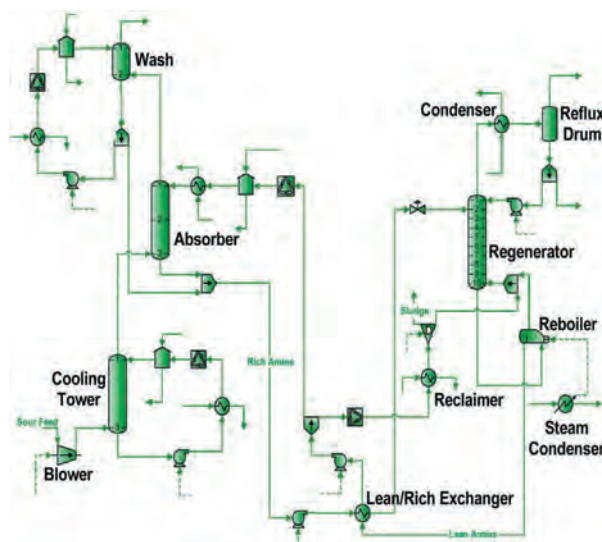 Wash
Condenser
Reflux
Drum
Absorber
Regenerator
Sludge
Reboiler
Rich Amine
Cooling
Tower
Reclaimer
Steam
Condenser
Sour Feed
Blower
Lean/Rich Exchanger
Lean Amine